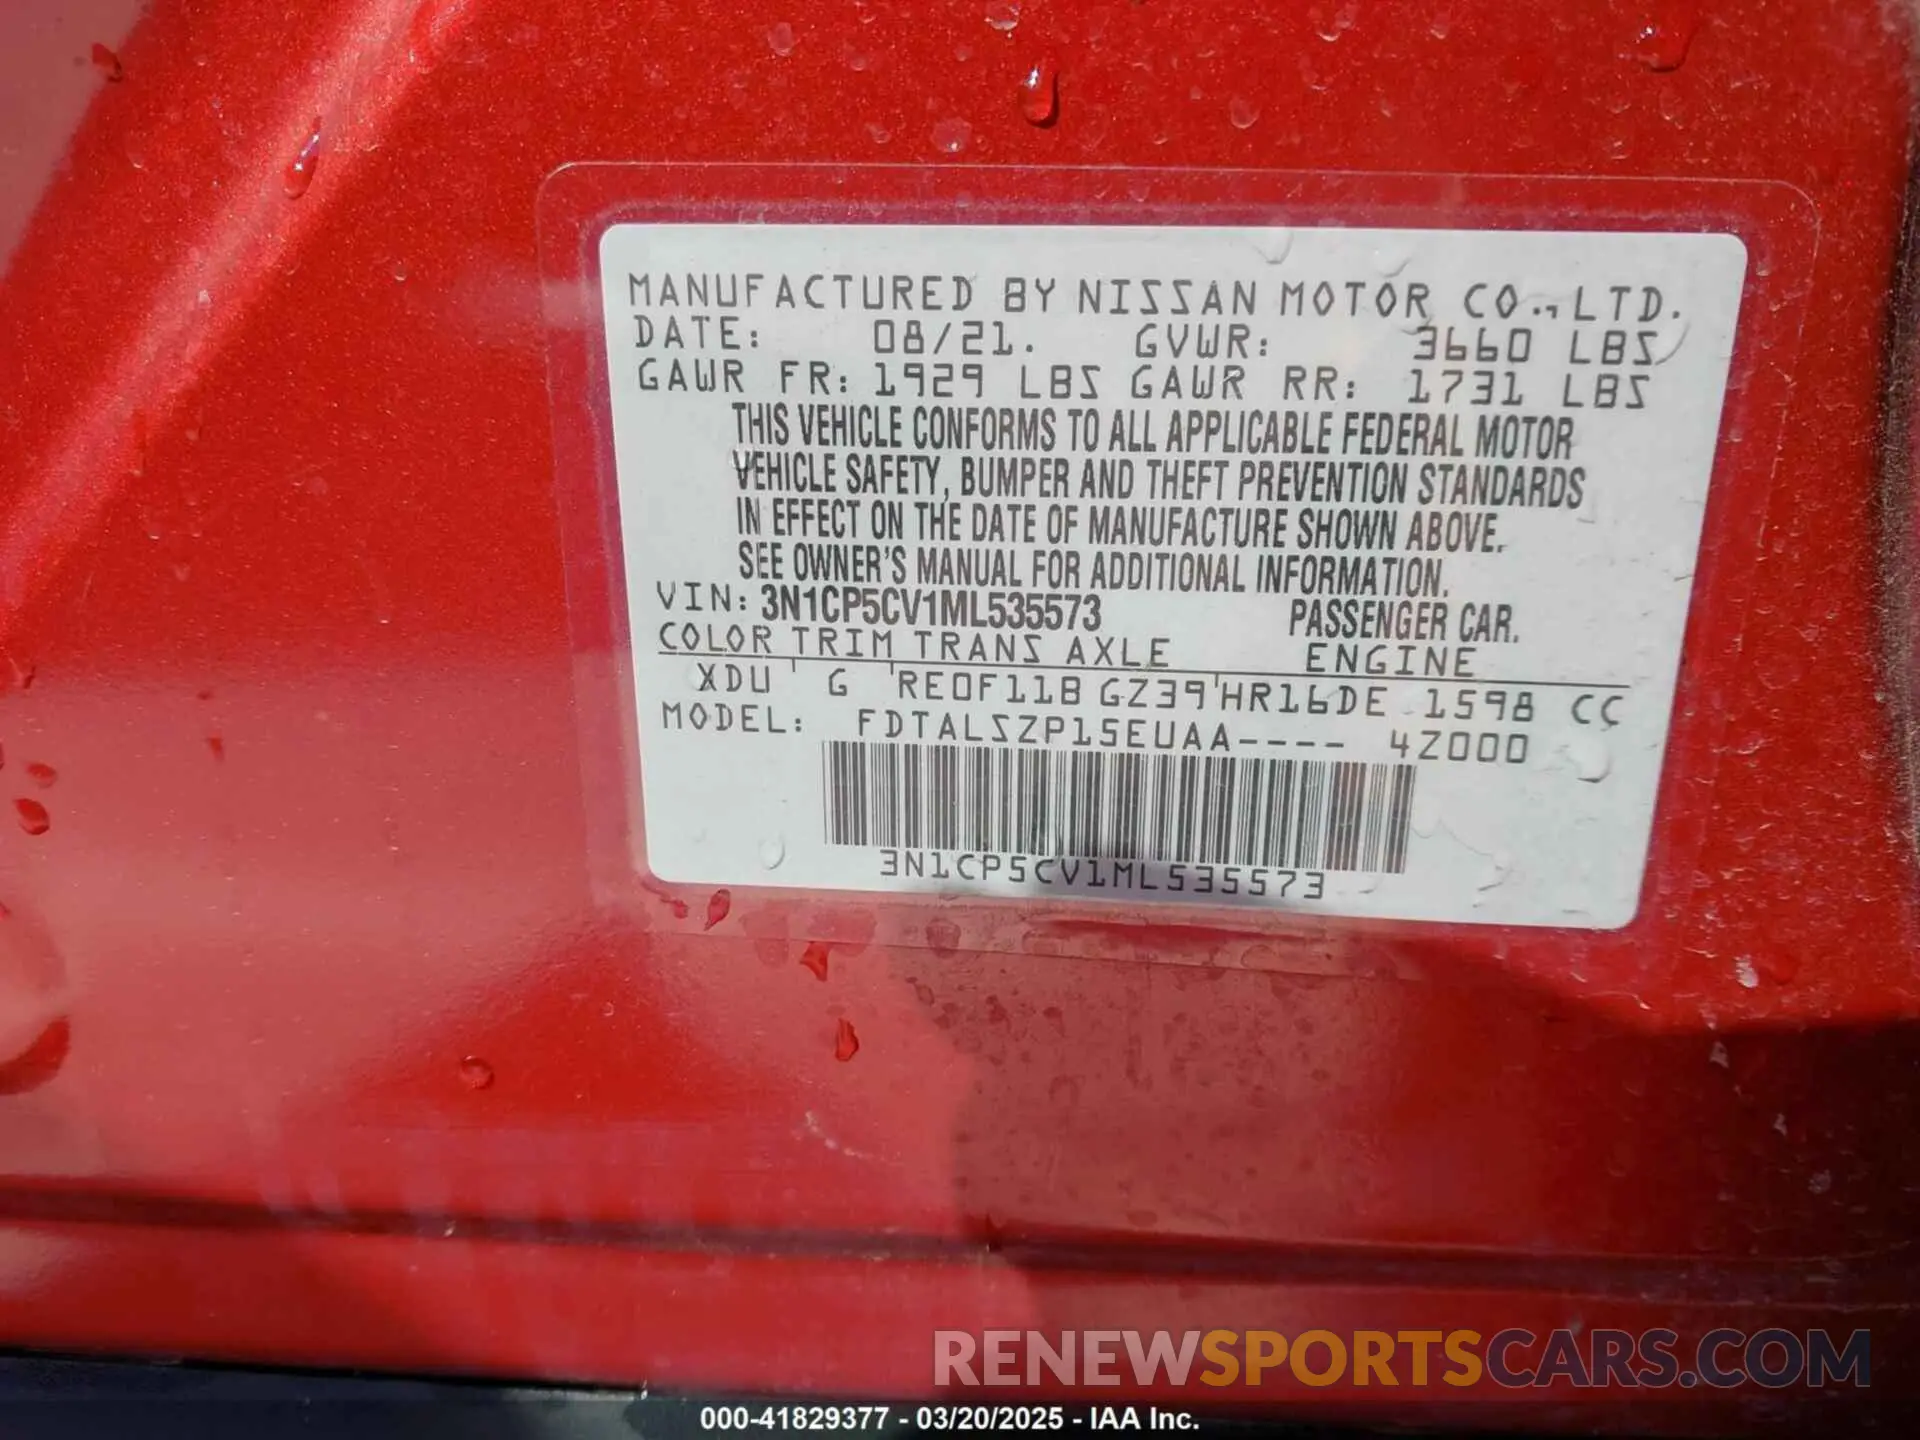 MANUFACTURED BY NISSAN MOTOR CO., LTD.
DATE: 08/21. GVWR: 3660 LBS
GAWR FR: 1929 LBS GAWR RR: 1731 LBS
THIS VEHICLE CONFORMS TO ALL APPLICABLE FEDERAL MOTOR
VEHICLE SAFETY, BUMPER AND THEFT PREVENTION STANDARDS
IN EFFECT ON THE DATE OF MANUFACTURE SHOWN ABOVE.
SEE OWNER'S MANUAL FOR ADDITIONAL INFORMATION.
VIN: 3N1CP5CV1ML535573 PASSENGER CAR.
COLOR TRIM TRANS AXLE ENGINE
XDU G RE0F11B GZ39 HR16DE 1598 CC
MODEL: FDTALSZP15EUAA---- 4Z000
3N1CP5CV1ML535573
RENEWSPORTSCARS.COM
000-41829377 - 03/20/2025 - IAA Inc.